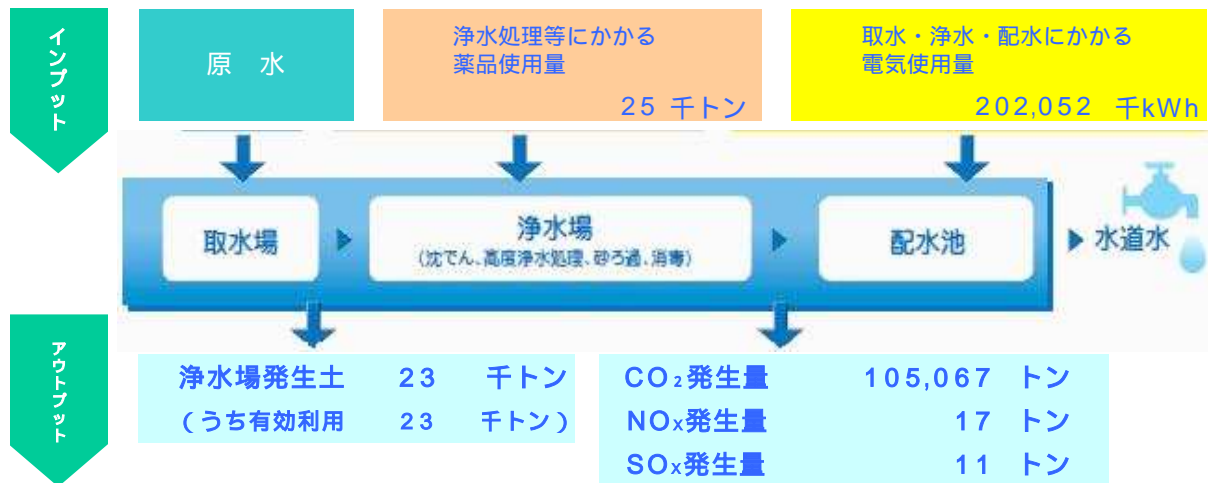 インプット
原 水
浄水処理等にかかる
薬品使用量
25 千トン
取水・浄水・配水にかかる
電気使用量
202,052 千kWh
取水場
浄水場
(沈でん、高度浄水処理、砂ろ過、消毒)
配水池
水道水
アウトプット
浄水場発生土 23 千トン
(うち有効利用 23 千トン)
CO₂発生量 105,067 トン
NOx発生量 17 トン
SOx発生量 11 トン